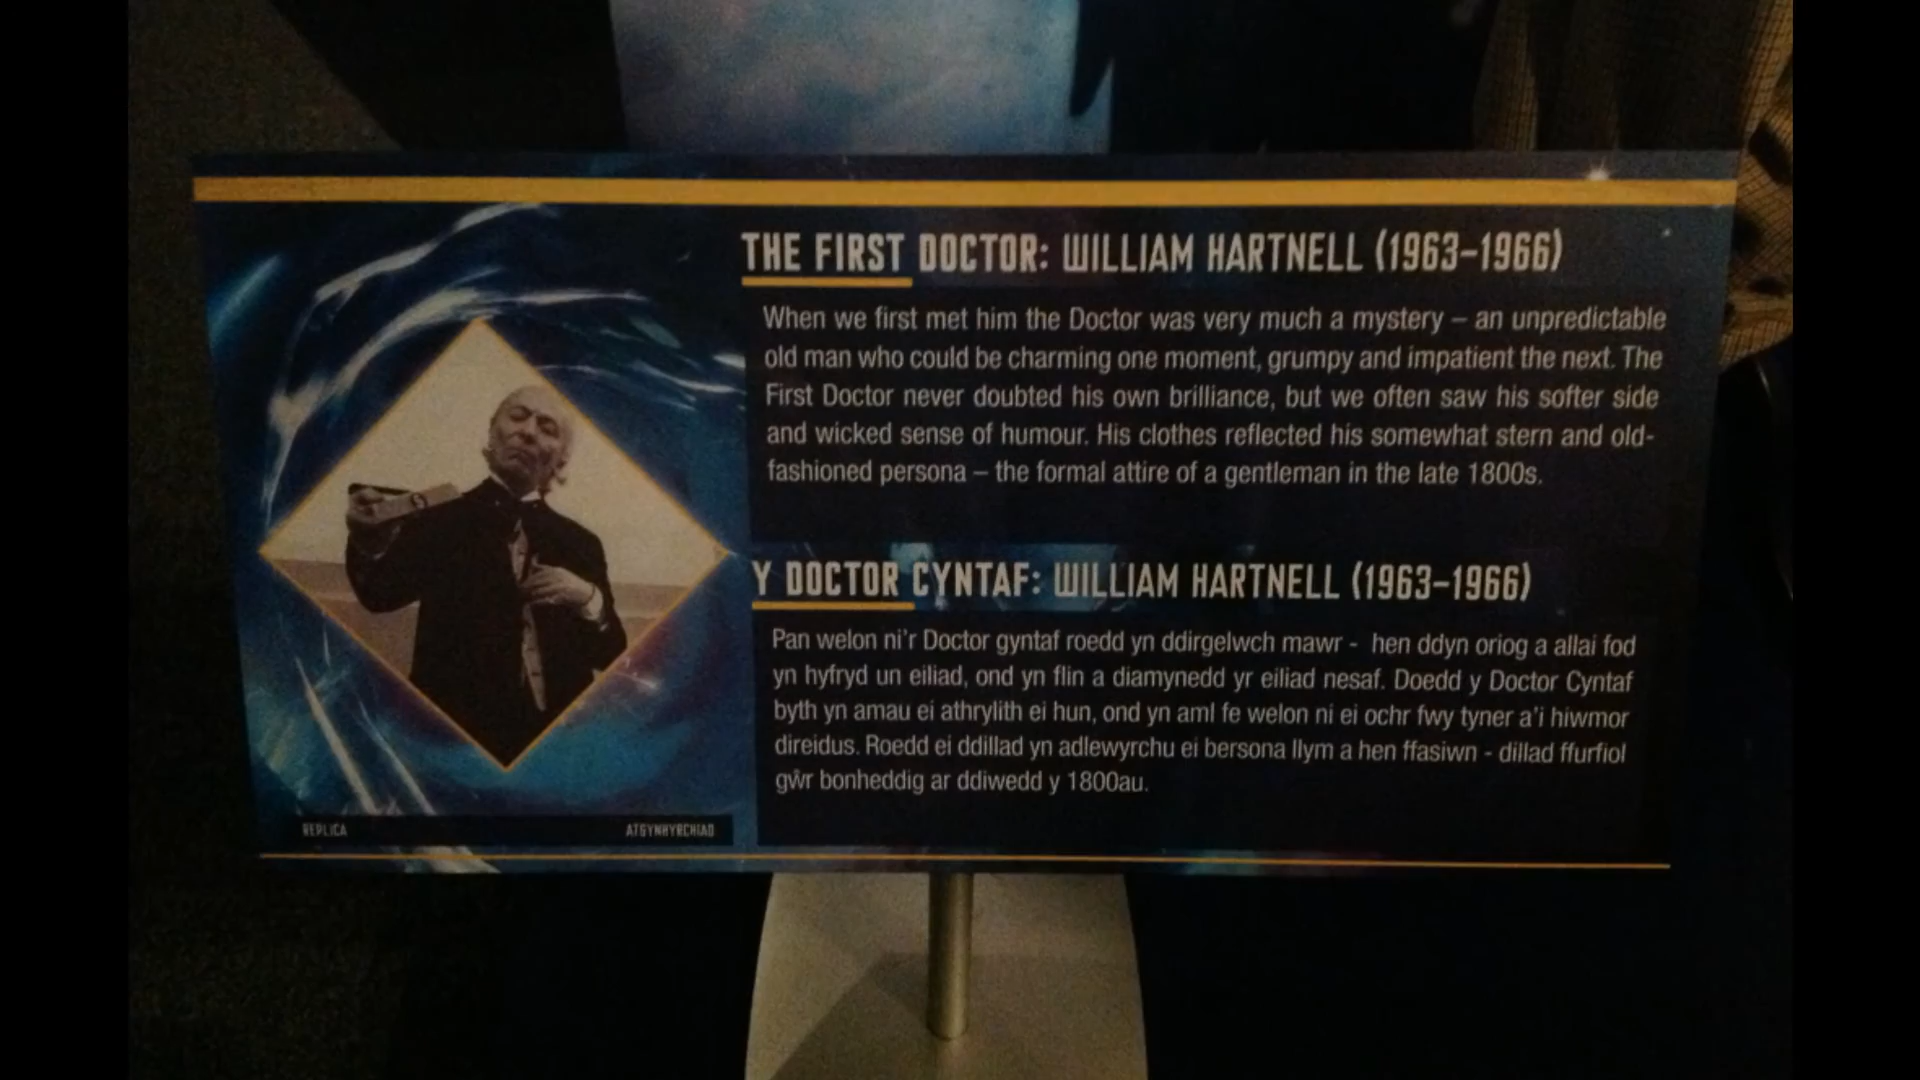 THE FIRST DOCTOR: WILLIAM HARTNELL (1963–1966)
When we first met him the Doctor was very much a mystery – an unpredictable
old man who could be charming one moment, grumpy and impatient the next. The
First Doctor never doubted his own brilliance, but we often saw his softer side
and wicked sense of humour. His clothes reflected his somewhat stern and old-
fashioned persona – the formal attire of a gentleman in the late 1800s.
Y DOCTOR CYNTAF: WILLIAM HARTNELL (1963–1966)
Pan welon ni'r Doctor gyntaf roedd yn ddirgelwch mawr - hen ddyn oriog a allai fod
yn hyfryd un eiliad, ond yn flin a diamynedd yr eiliad nesaf. Doedd y Doctor Cyntaf
byth yn amau ei athrylith ei hun, ond yn aml fe welon ni ei ochr fwy tyner a'i hiwmor
direidus. Roedd ei ddillad yn adlewyrchu ei bersona llym a hen ffasiwn - dillad ffurfiol
gŵr bonheddig ar ddiwedd y 1800au.
REPLICA
ATGYNHYRCHIAD